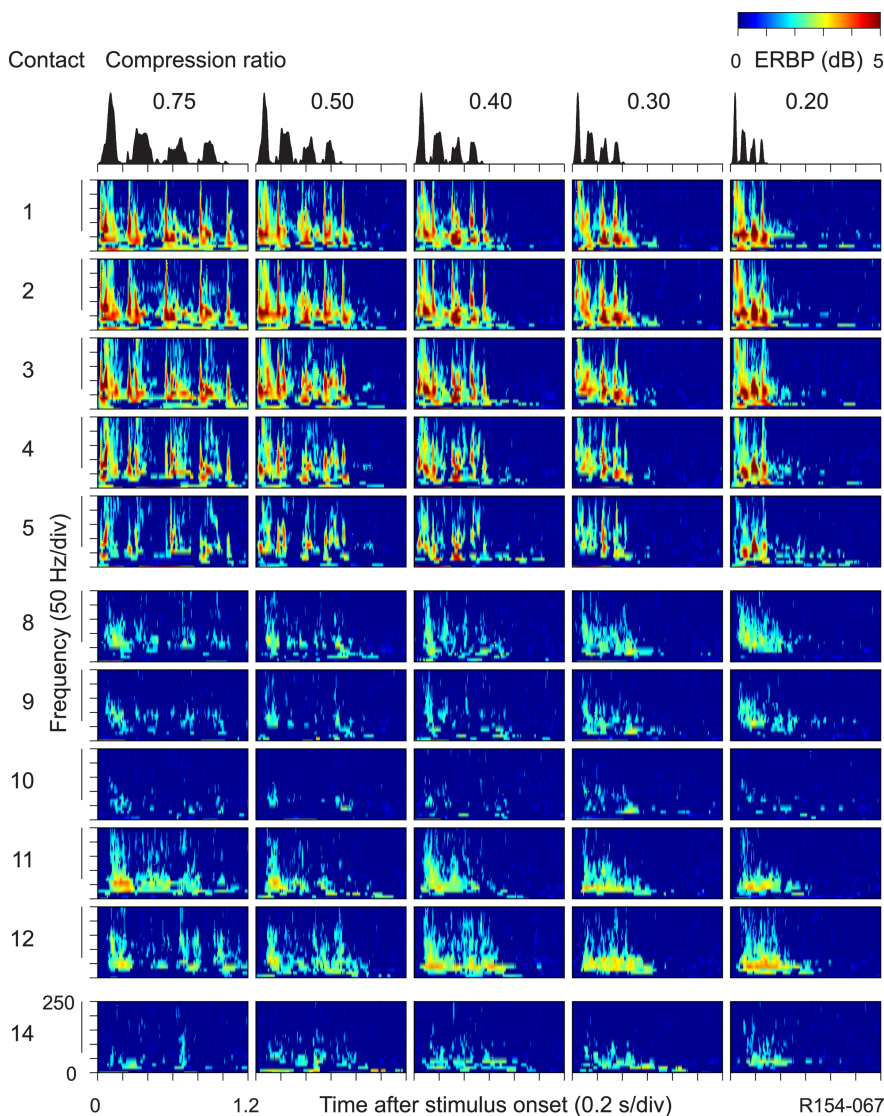 0 ERBP (dB) 5
Contact Compression ratio
0.75 0.50 0.40 0.30 0.20
1
2
3
4
5
8
9
10
11
12
14
Frequency (50 Hz/div)
250
0
0 1.2 Time after stimulus onset (0.2 s/div) R154-067